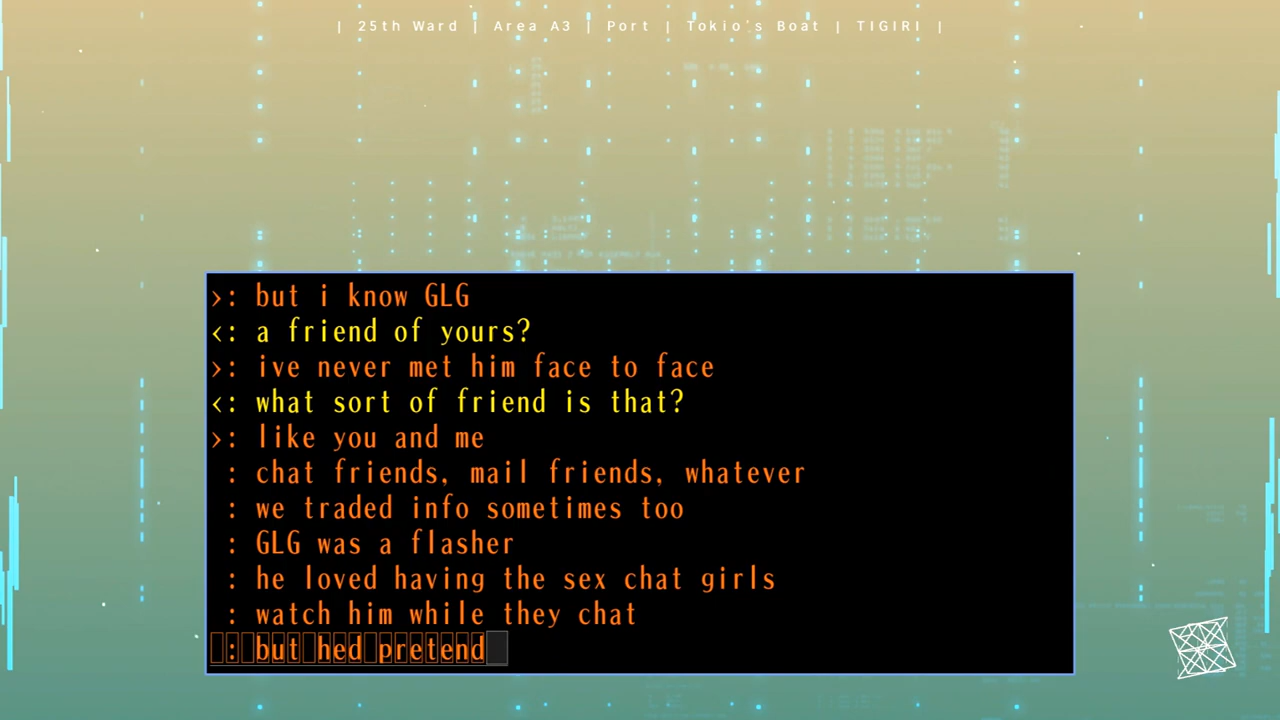 | 25th Ward | Area A3 | Port | Tokio's Boat | TIGIRI |
>: but i know GLG
<: a friend of yours?
>: ive never met him face to face
<: what sort of friend is that?
>: like you and me
: chat friends, mail friends, whatever
: we traded info sometimes too
: GLG was a flasher
: he loved having the sex chat girls
: watch him while they chat
: but hed pretend